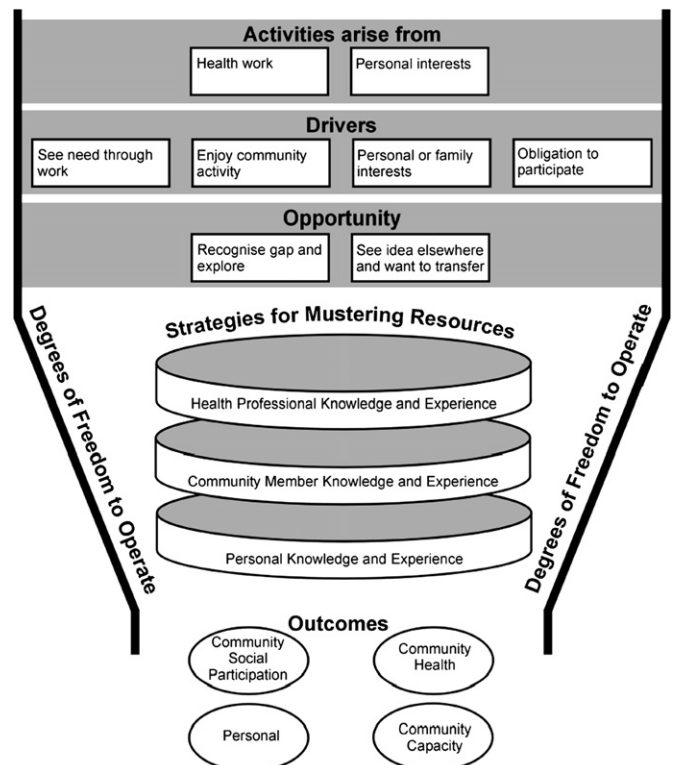 Activities arise from
Health work
Personal interests
Drivers
See need through
work
Enjoy community
activity
Personal or family
interests
Obligation to
participate
Opportunity
Recognise gap and
explore
See idea elsewhere
and want to transfer
Strategies for Mustering Resources
Degrees of Freedom to Operate
Degrees of Freedom to Operate
Health Professional Knowledge and Experience
Community Member Knowledge and Experience
Personal Knowledge and Experience
Outcomes
Community
Social
Participation
Community
Health
Personal
Community
Capacity